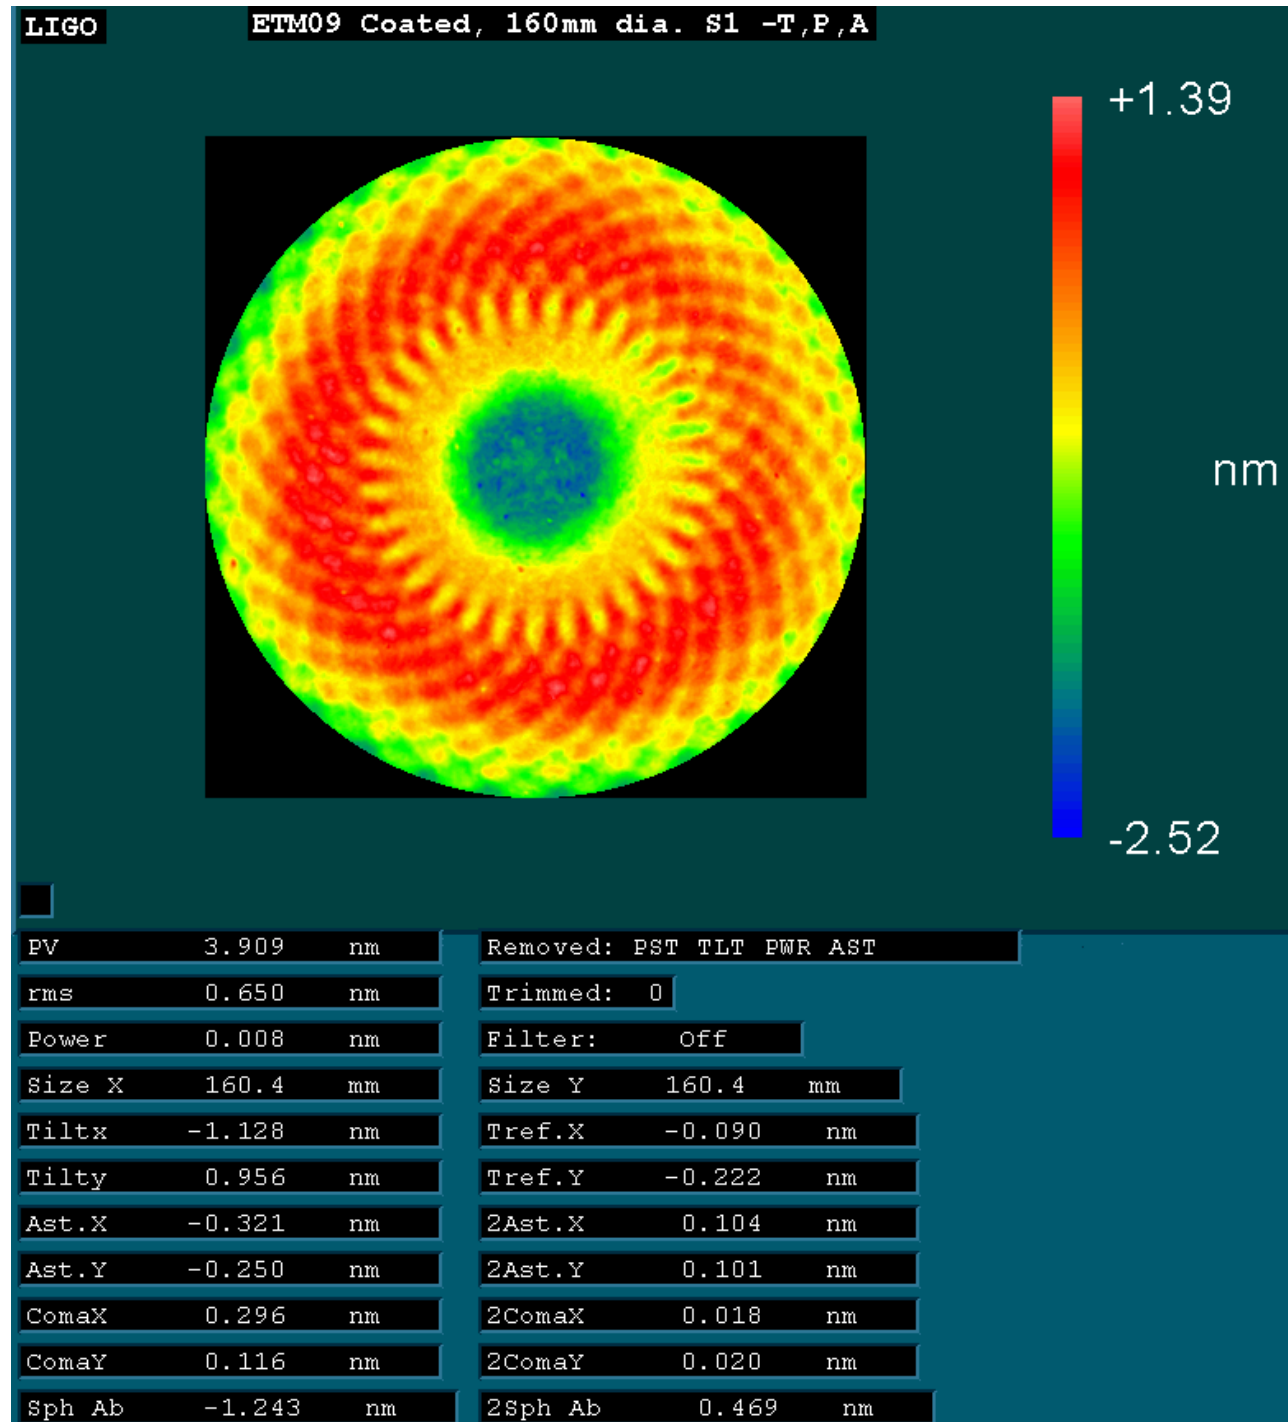 LIGO ETM09 Coated, 160mm dia. S1 -T,P,A
+1.39
nm
-2.52
PV 3.909 nm Removed: PST TLT PWR AST
rms 0.650 nm Trimmed: 0
Power 0.008 nm Filter: Off
Size X 160.4 mm Size Y 160.4 mm
Tiltx -1.128 nm Tref.X -0.090 nm
Tilty 0.956 nm Tref.Y -0.222 nm
Ast.X -0.321 nm 2Ast.X 0.104 nm
Ast.Y -0.250 nm 2Ast.Y 0.101 nm
ComaX 0.296 nm 2ComaX 0.018 nm
ComaY 0.116 nm 2ComaY 0.020 nm
Sph Ab -1.243 nm 2Sph Ab 0.469 nm